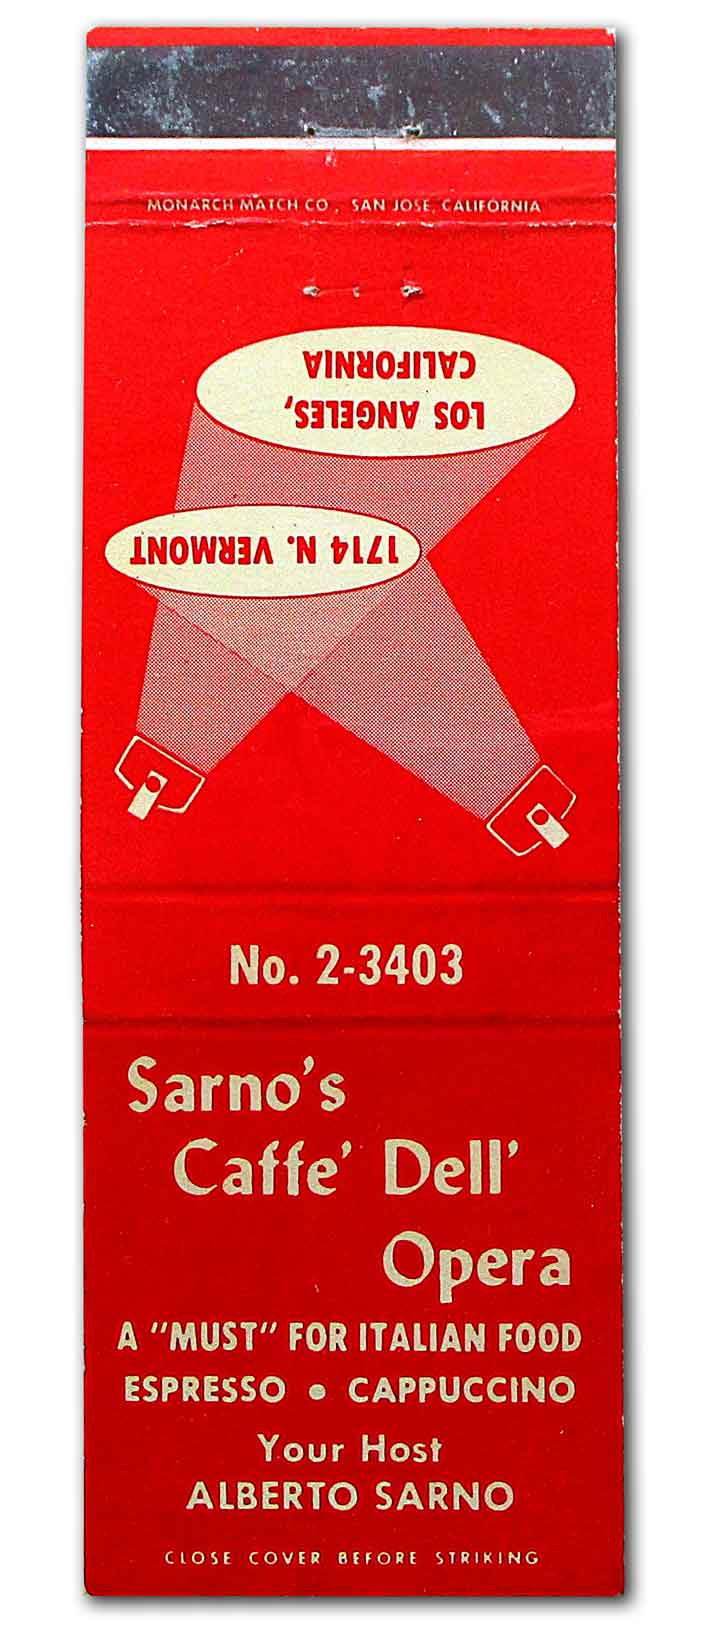 MONARCH MATCH CO., SAN JOSE, CALIFORNIA
1714 N. VERMONT
LOS ANGELES,
CALIFORNIA
No. 2-3403
Sarno's
Caffe' Dell'
Opera
A "MUST" FOR ITALIAN FOOD
ESPRESSO • CAPPUCCINO
Your Host
ALBERTO SARNO
CLOSE COVER BEFORE STRIKING